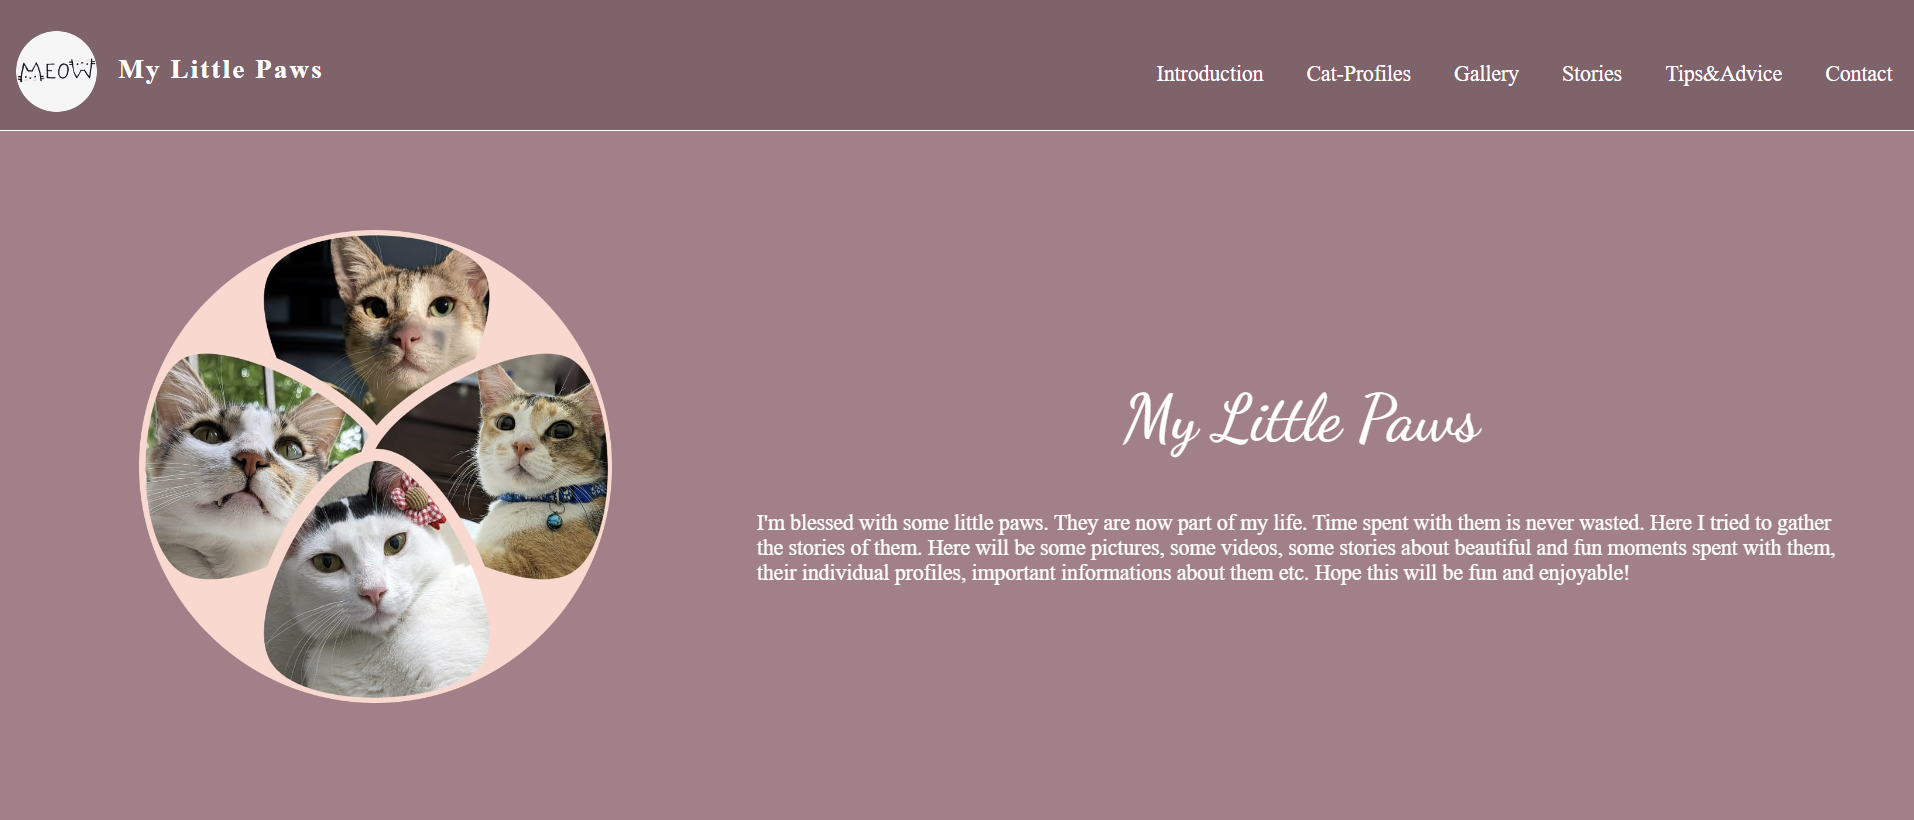 MEOW
My Little Paws
Introduction Cat-Profiles Gallery Stories Tips&Advice Contact
My Little Paws
I'm blessed with some little paws. They are now part of my life. Time spent with them is never wasted. Here I tried to gather
the stories of them. Here will be some pictures, some videos, some stories about beautiful and fun moments spent with them,
their individual profiles, important informations about them etc. Hope this will be fun and enjoyable!